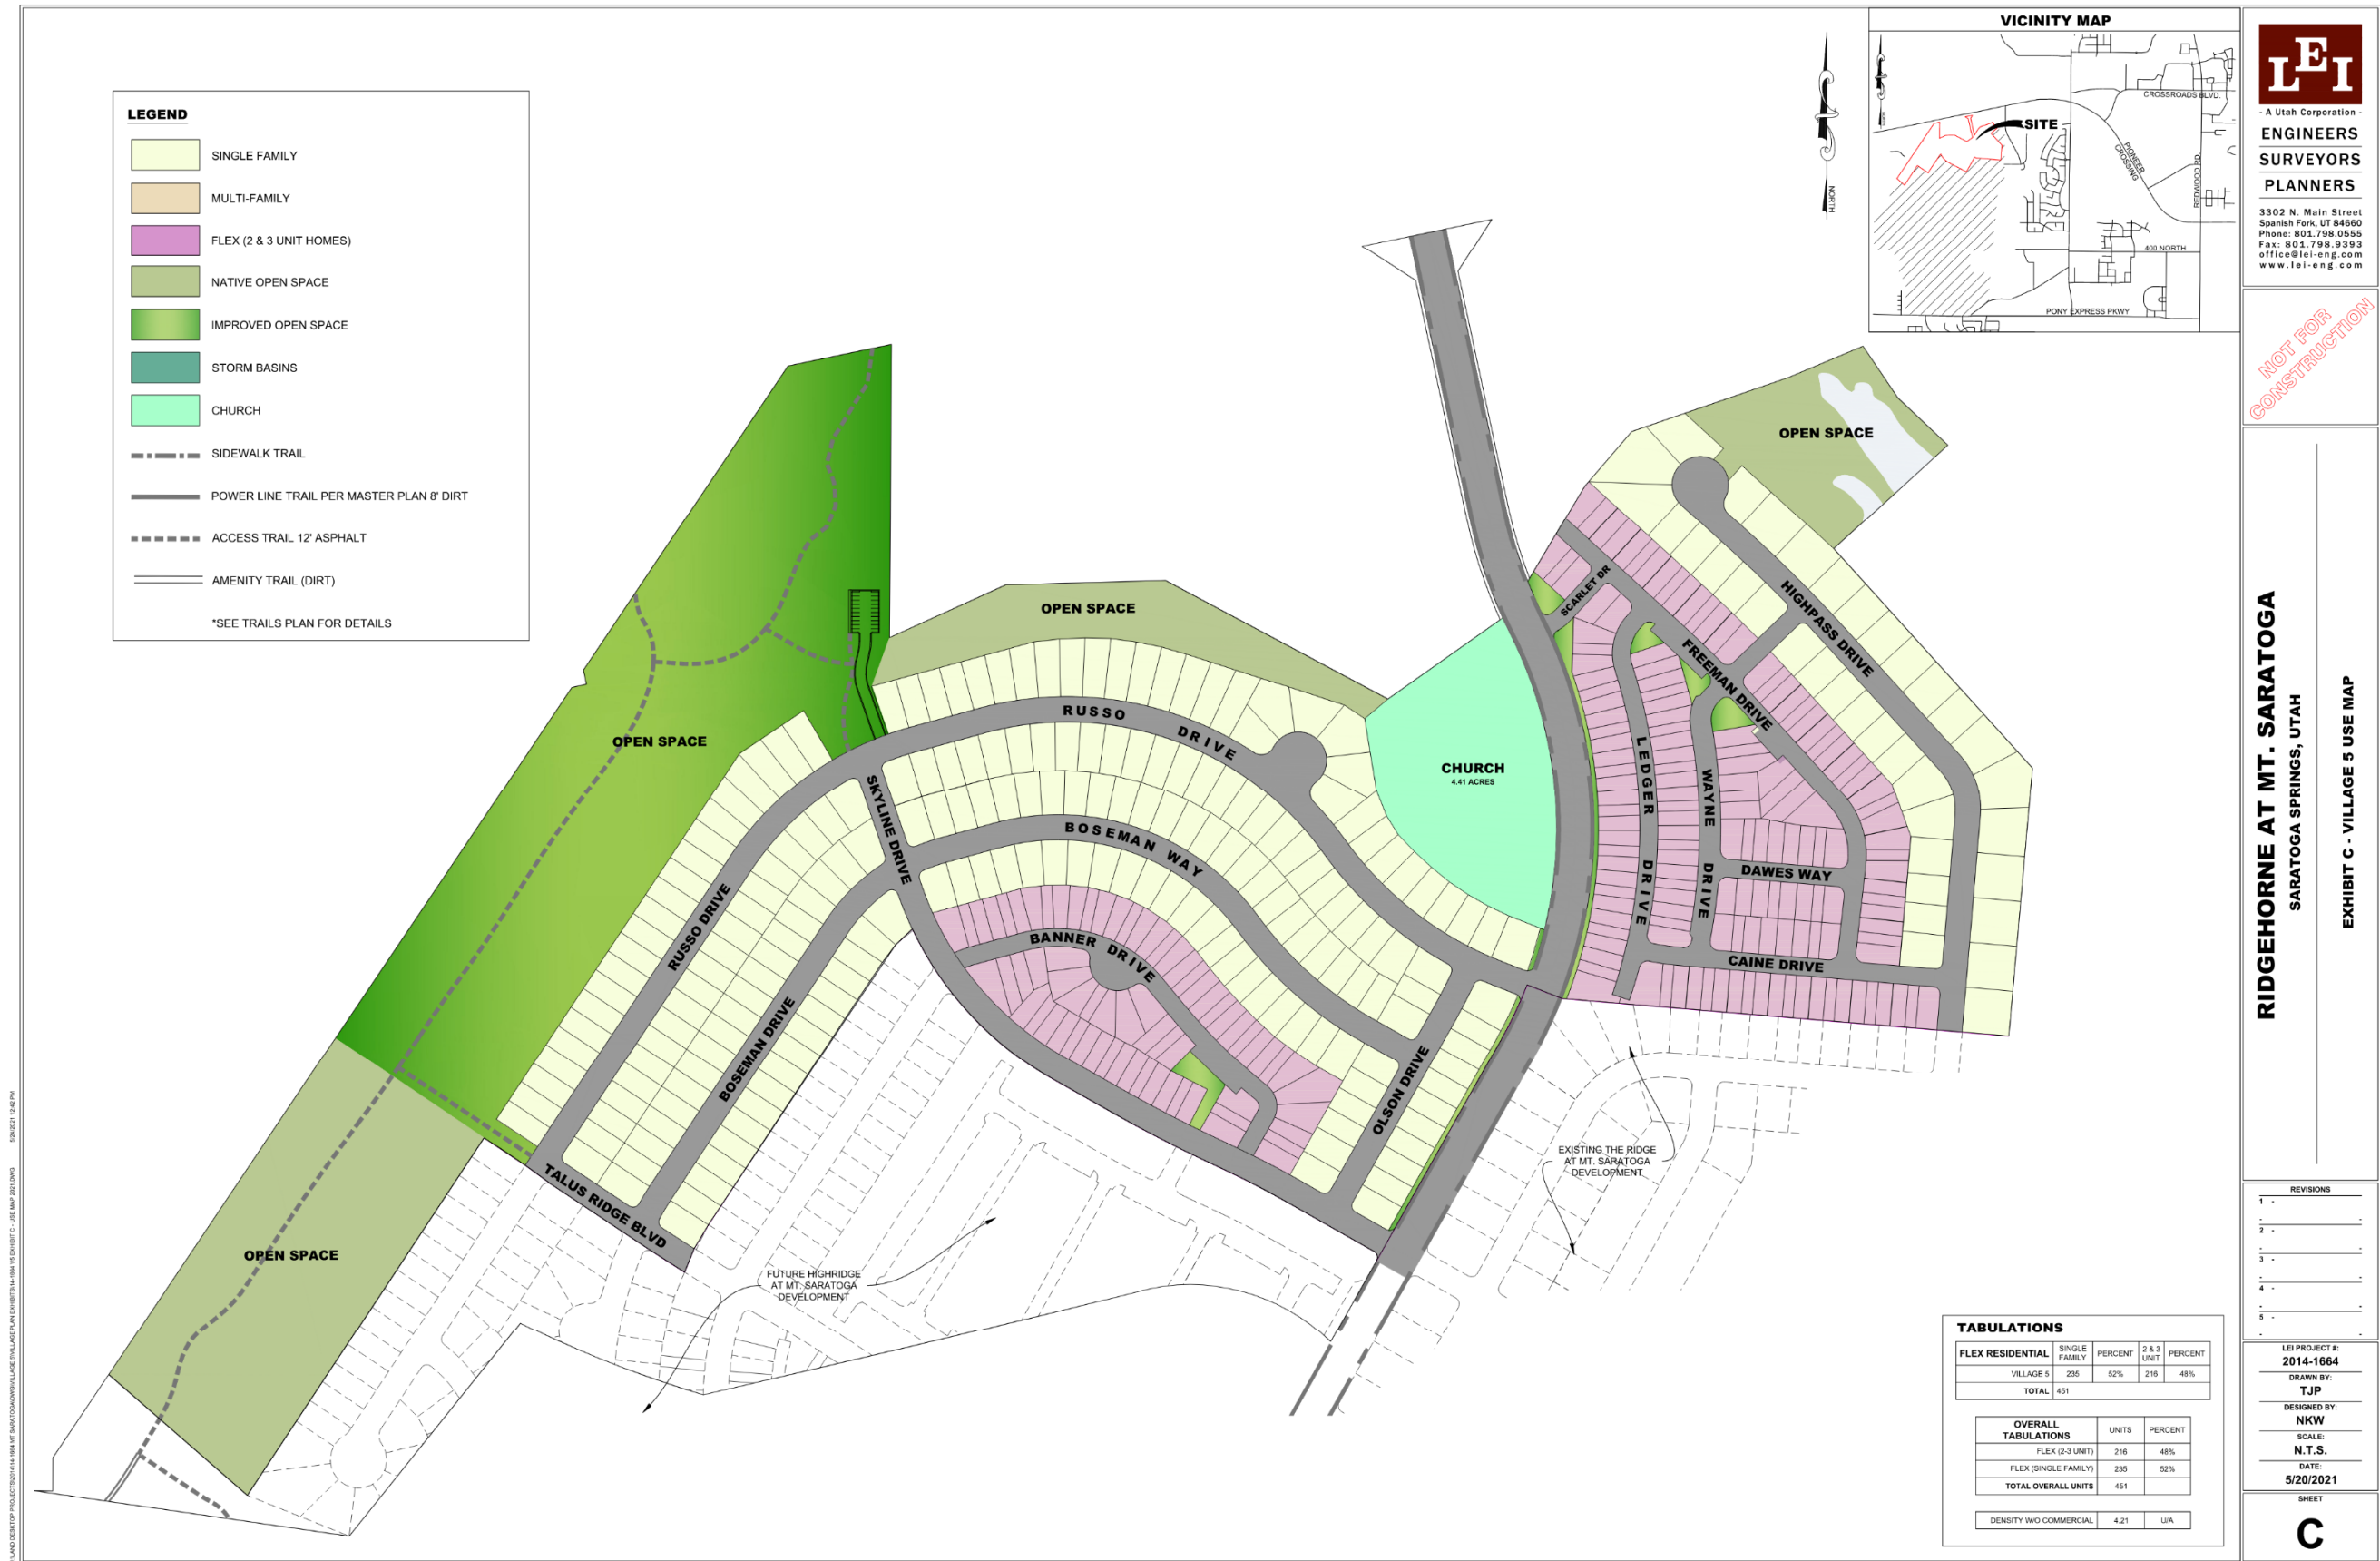 LEGEND
SINGLE FAMILY
MULTI-FAMILY
FLEX (2 & 3 UNIT HOMES)
NATIVE OPEN SPACE
IMPROVED OPEN SPACE
STORM BASINS
CHURCH
SIDEWALK TRAIL
POWER LINE TRAIL PER MASTER PLAN 8' DIRT
ACCESS TRAIL 12' ASPHALT
AMENITY TRAIL (DIRT)
*SEE TRAILS PLAN FOR DETAILS
NORTH
VICINITY MAP
NORTH
CROSSROADS BLVD.
SITE
PIONEER
CROSSING
REDWOOD RD.
400 NORTH
PONY EXPRESS PKWY
OPEN SPACE
OPEN SPACE
OPEN SPACE
OPEN SPACE
RUSSO DRIVE
SKYLINE DRIVE
BOSEMAN WAY
BANNER DRIVE
RUSSO DRIVE
BOSEMAN DRIVE
TALUS RIDGE BLVD
OLSON DRIVE
CHURCH
4.41 ACRES
SCARLET DR
HIGHPASS DRIVE
FREEMAN DRIVE
LEDGER DRIVE
WAYNE DRIVE
DAWES WAY
CAINE DRIVE
EXISTING THE RIDGE
AT MT. SARATOGA
DEVELOPMENT
FUTURE HIGHRIDGE
AT MT. SARATOGA
DEVELOPMENT
TABULATIONS
FLEX RESIDENTIAL SINGLE FAMILY PERCENT 2 & 3 UNIT PERCENT
VILLAGE 5 235 52% 216 48%
TOTAL 451
OVERALL TABULATIONS UNITS PERCENT
FLEX (2-3 UNIT) 216 48%
FLEX (SINGLE FAMILY) 235 52%
TOTAL OVERALL UNITS 451
DENSITY W/O COMMERCIAL 4.21 U/A
LEI
- A Utah Corporation -
ENGINEERS
SURVEYORS
PLANNERS
3302 N. Main Street
Spanish Fork, UT 84660
Phone: 801.798.0555
Fax: 801.798.9393
office@lei-eng.com
www.lei-eng.com
NOT FOR
CONSTRUCTION
RIDGEHORNE AT MT. SARATOGA
SARATOGA SPRINGS, UTAH
EXHIBIT C - VILLAGE 5 USE MAP
REVISIONS
1 -
2 -
3 -
4 -
5 -
LEI PROJECT #:
2014-1664
DRAWN BY:
TJP
DESIGNED BY:
NKW
SCALE:
N.T.S.
DATE:
5/20/2021
SHEET
C